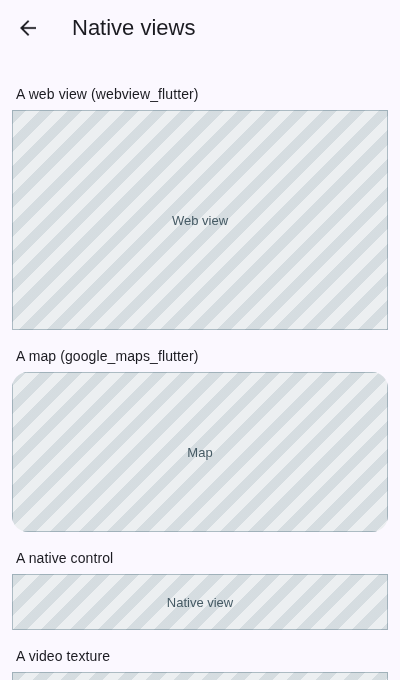 Native views
A web view (webview_flutter)
Web view
A map (google_maps_flutter)
Map
A native control
Native view
A video texture